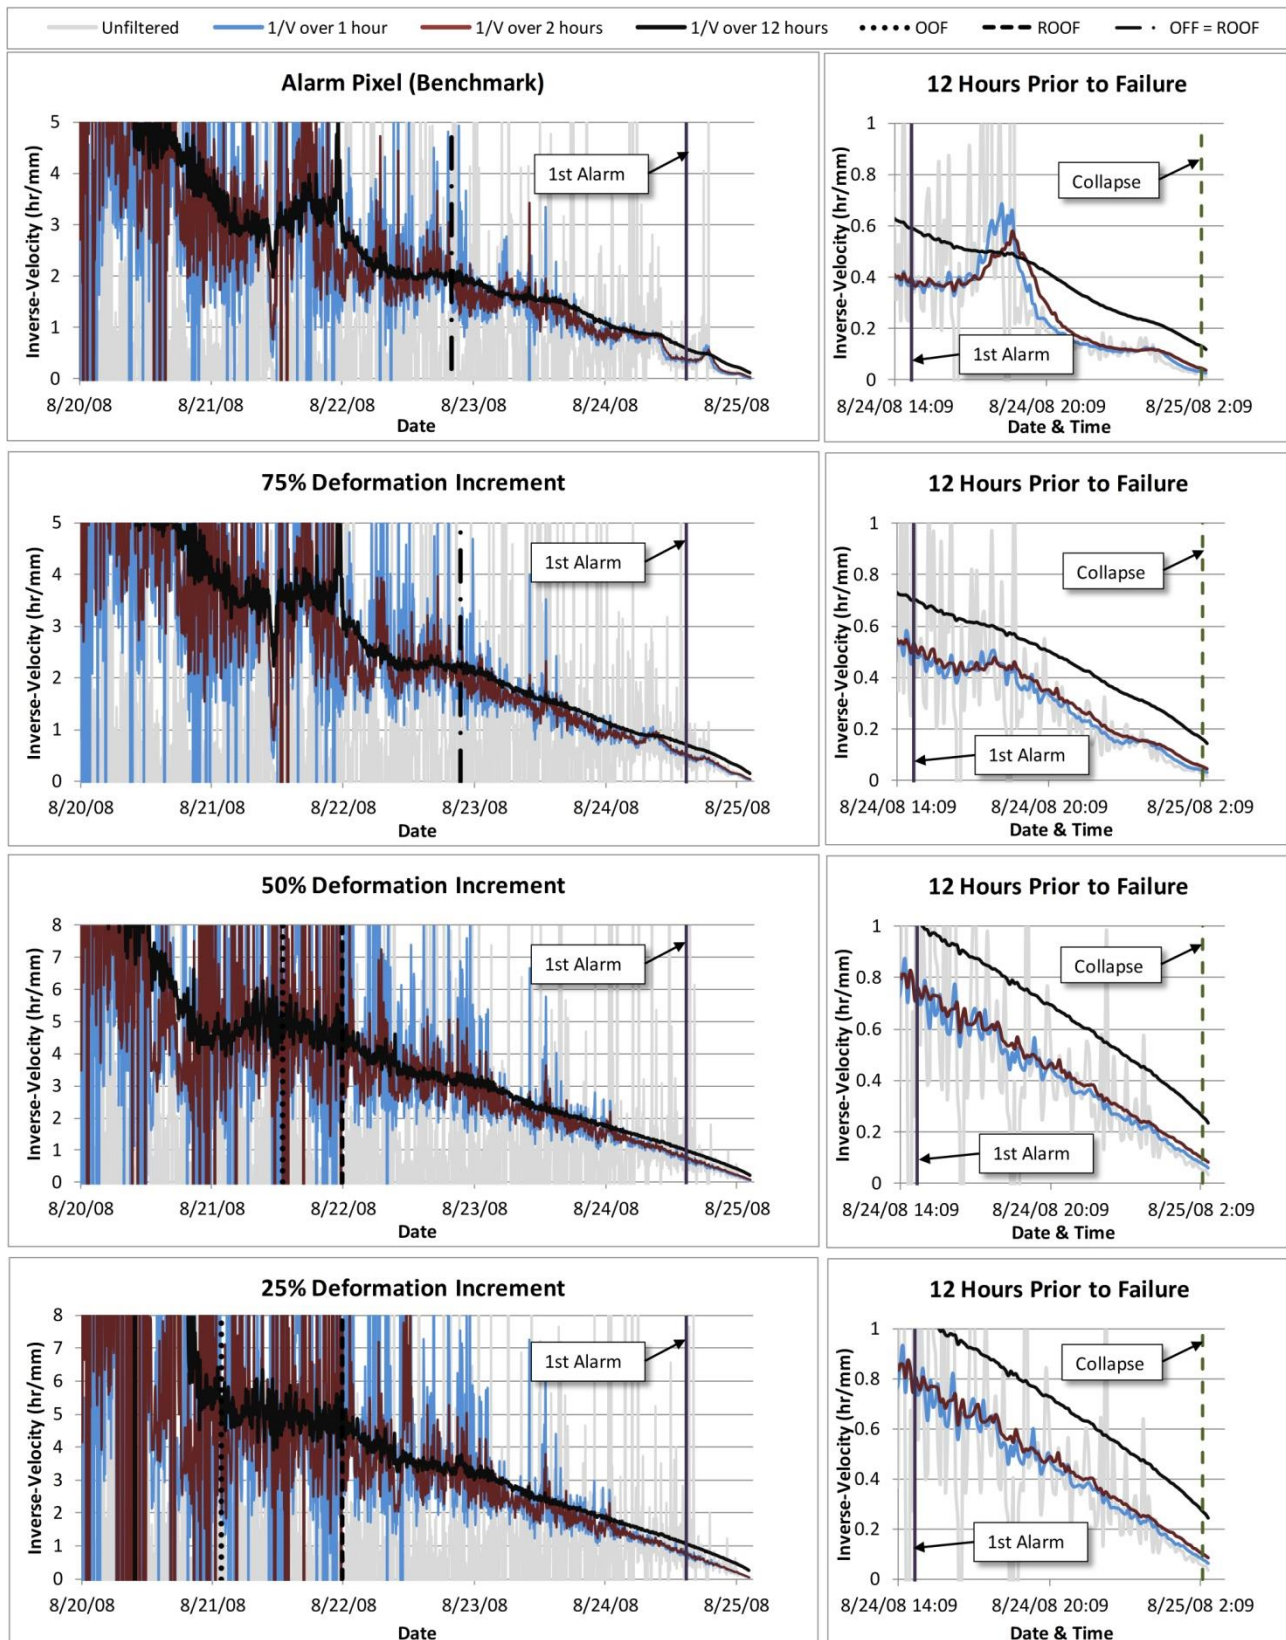 Unfiltered 1/V over 1 hour 1/V over 2 hours 1/V over 12 hours OOF ROOF OFF = ROOF
Alarm Pixel (Benchmark)
Inverse-Velocity (hr/mm)
5
4
3
2
1
0
1st Alarm
8/20/08 8/21/08 8/22/08 8/23/08 8/24/08 8/25/08
Date
12 Hours Prior to Failure
Inverse-Velocity (hr/mm)
1
0.8
0.6
0.4
0.2
0
Collapse
1st Alarm
8/24/08 14:09 8/24/08 20:09 8/25/08 2:09
Date & Time
75% Deformation Increment
Inverse-Velocity (hr/mm)
5
4
3
2
1
0
1st Alarm
8/20/08 8/21/08 8/22/08 8/23/08 8/24/08 8/25/08
Date
12 Hours Prior to Failure
Inverse-Velocity (hr/mm)
1
0.8
0.6
0.4
0.2
0
Collapse
1st Alarm
8/24/08 14:09 8/24/08 20:09 8/25/08 2:09
Date & Time
50% Deformation Increment
Inverse-Velocity (hr/mm)
8
7
6
5
4
3
2
1
0
1st Alarm
8/20/08 8/21/08 8/22/08 8/23/08 8/24/08 8/25/08
Date
12 Hours Prior to Failure
Inverse-Velocity (hr/mm)
1
0.8
0.6
0.4
0.2
0
Collapse
1st Alarm
8/24/08 14:09 8/24/08 20:09 8/25/08 2:09
Date & Time
25% Deformation Increment
Inverse-Velocity (hr/mm)
8
7
6
5
4
3
2
1
0
1st Alarm
8/20/08 8/21/08 8/22/08 8/23/08 8/24/08 8/25/08
Date
12 Hours Prior to Failure
Inverse-Velocity (hr/mm)
1
0.8
0.6
0.4
0.2
0
Collapse
1st Alarm
8/24/08 14:09 8/24/08 20:09 8/25/08 2:09
Date & Time